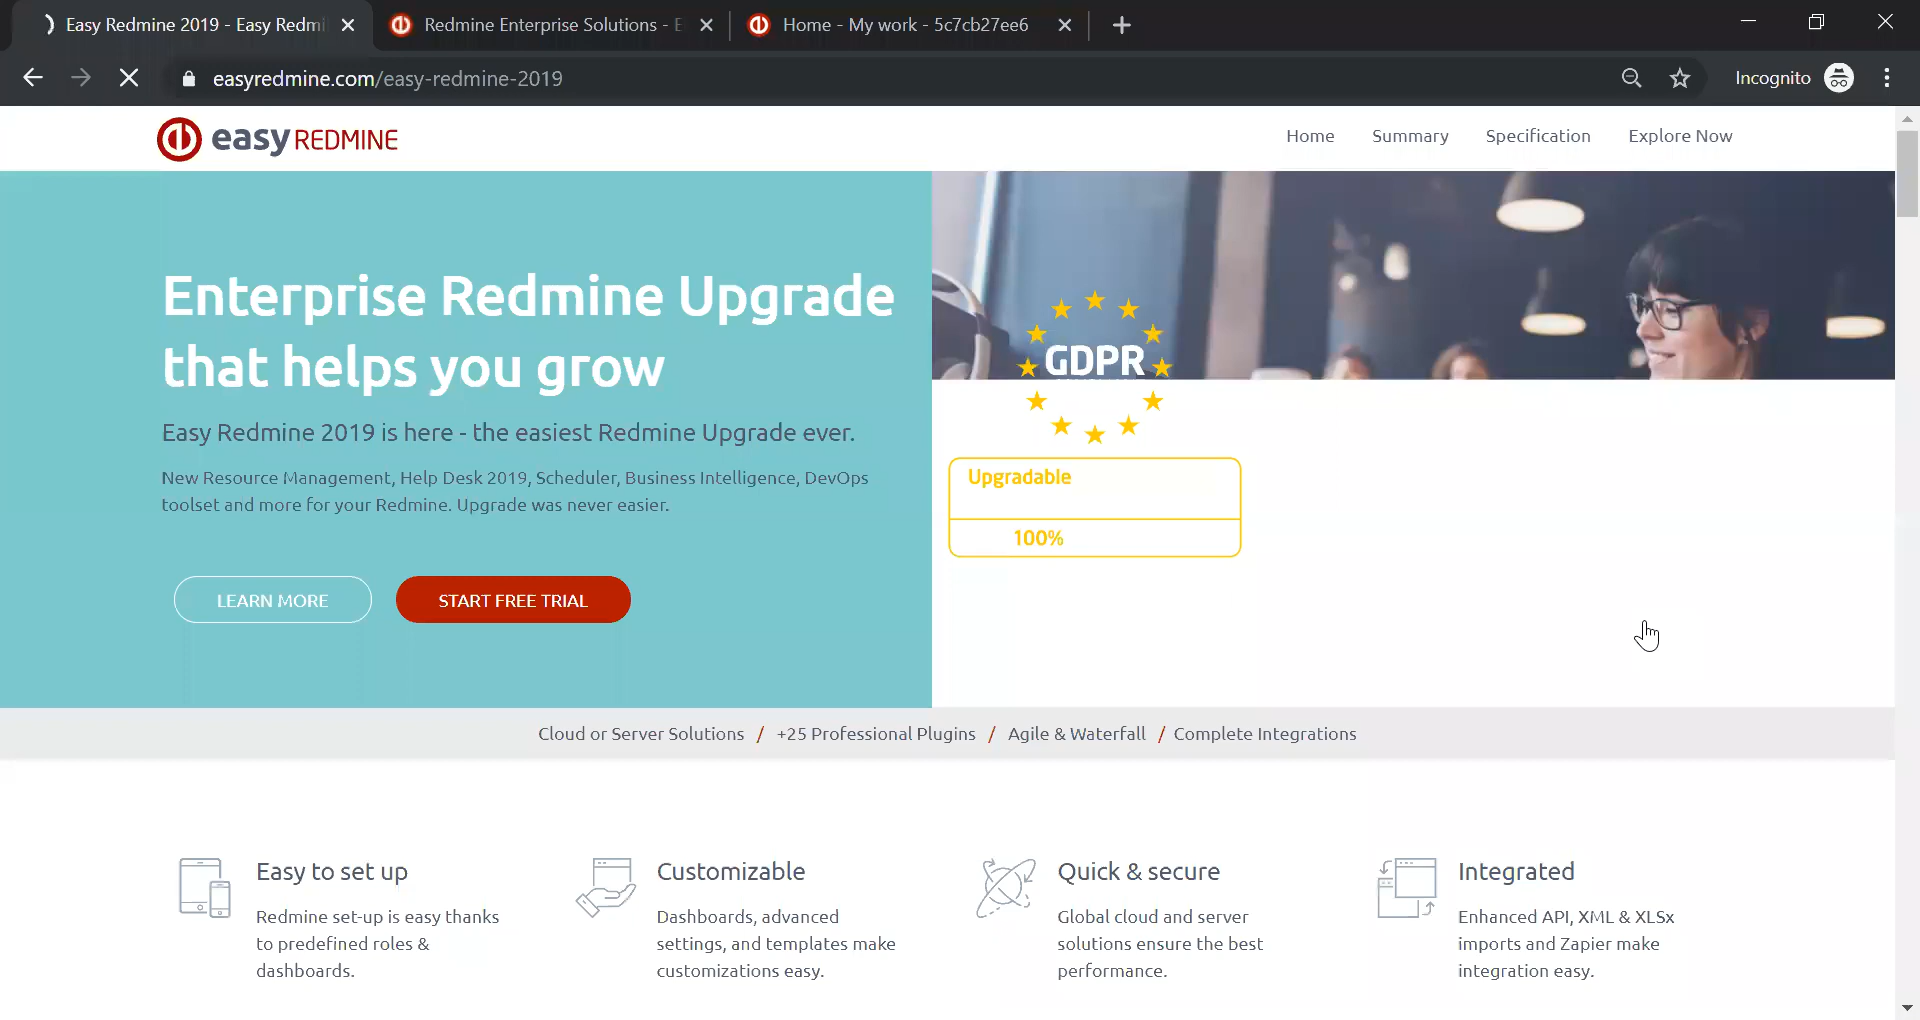 Easy Redmine 2019 - Easy Redmi
Redmine Enterprise Solutions - E
Home - My work - 5c7cb27ee6
easyredmine.com/easy-redmine-2019
Incognito
easy REDMINE
Home
Summary
Specification
Explore Now
Enterprise Redmine Upgrade
that helps you grow
Easy Redmine 2019 is here - the easiest Redmine Upgrade ever.
New Resource Management, Help Desk 2019, Scheduler, Business Intelligence, DevOps
toolset and more for your Redmine. Upgrade was never easier.
LEARN MORE
START FREE TRIAL
GDPR
Upgradable
100%
Cloud or Server Solutions / +25 Professional Plugins / Agile & Waterfall / Complete Integrations
Easy to set up
Redmine set-up is easy thanks
to predefined roles &
dashboards.
Customizable
Dashboards, advanced
settings, and templates make
customizations easy.
Quick & secure
Global cloud and server
solutions ensure the best
performance.
Integrated
Enhanced API, XML & XLSx
imports and Zapier make
integration easy.